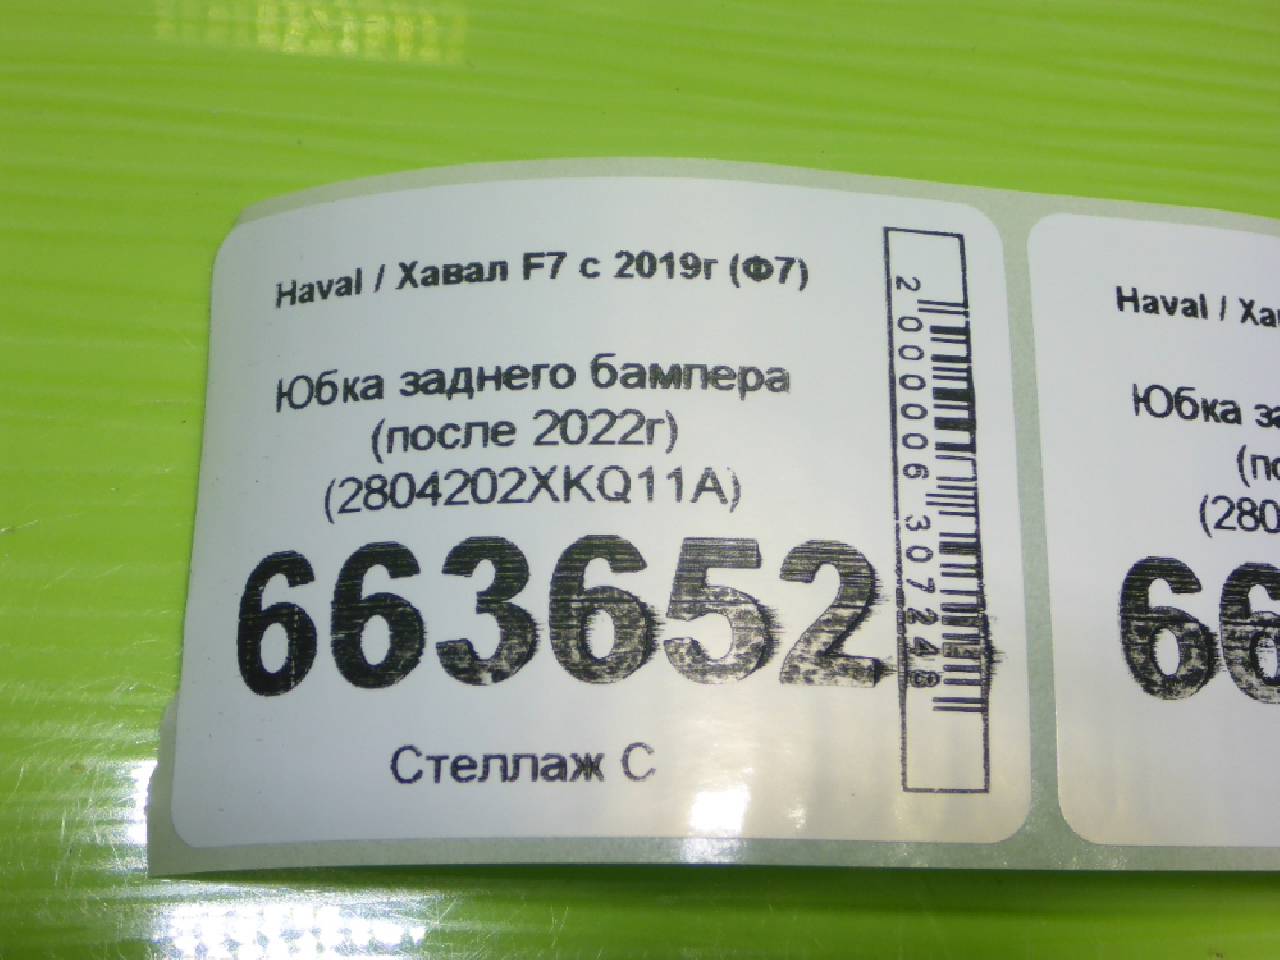 Haval / Хавал F7 с 2019г (Ф7)
Юбка заднего бампера
(после 2022г)
(2804202XKQ11A)
663652
Стеллаж С
2000006307248
Haval / Ха
Юбка за
(по
(280
66